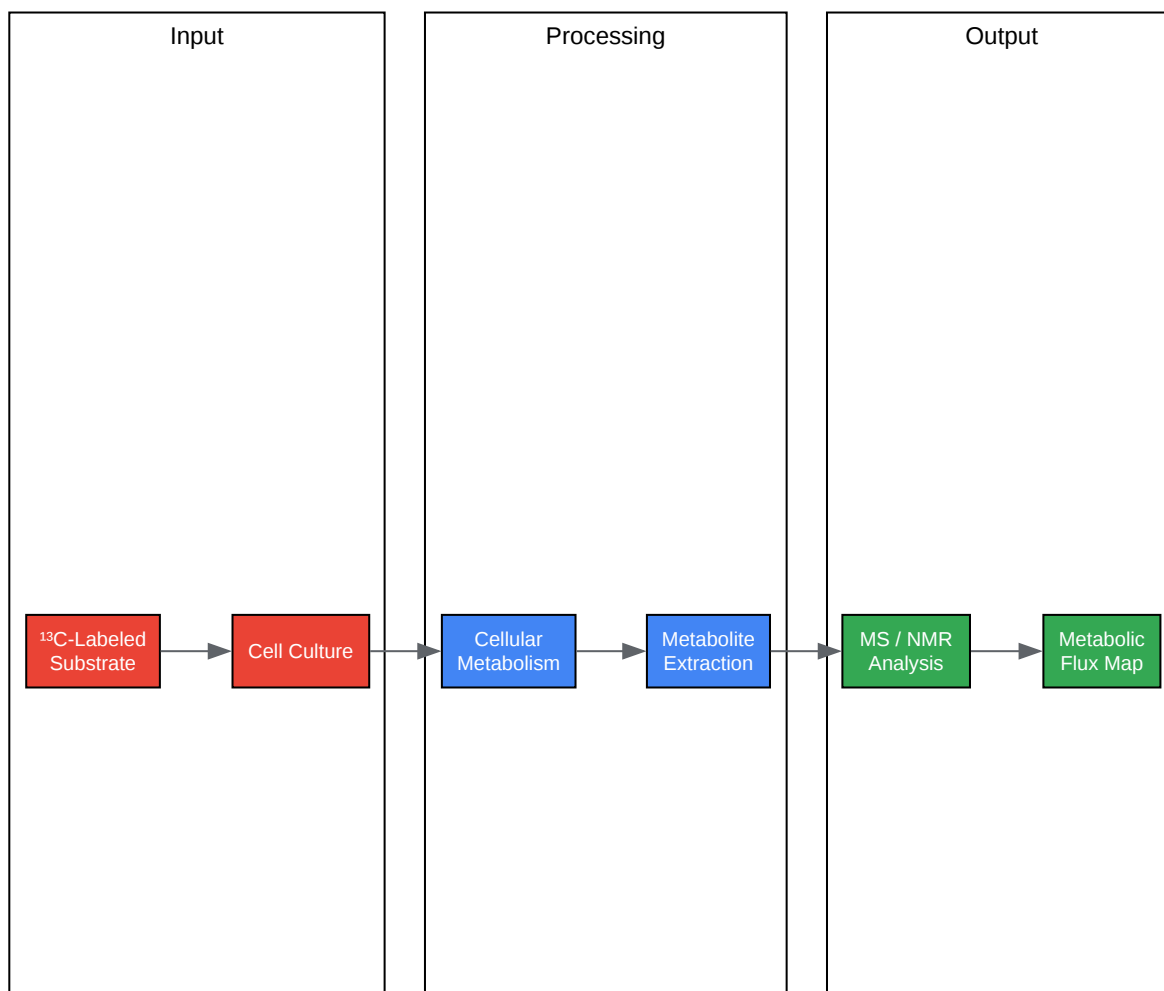 Input
Processing
Output
¹³C-Labeled
Substrate
Cell Culture
Cellular
Metabolism
Metabolite
Extraction
MS / NMR
Analysis
Metabolic
Flux Map